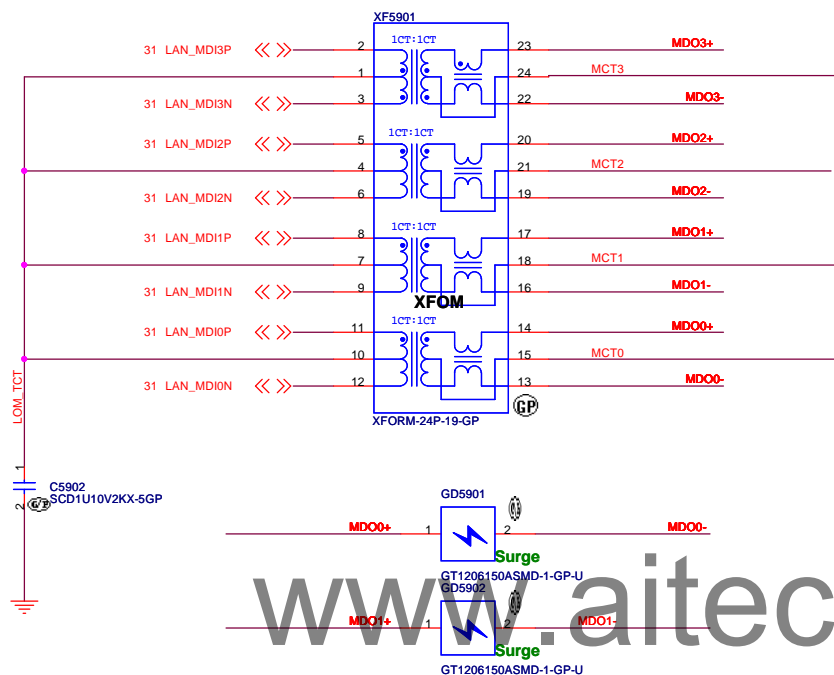 XF5901
1CT:1CT
31 LAN_MDI3P 2 23 MDO3+
1 24 MCT3
31 LAN_MDI3N 3 22 MDO3-
1CT:1CT
31 LAN_MDI2P 5 20 MDO2+
4 21 MCT2
31 LAN_MDI2N 6 19 MDO2-
1CT:1CT
31 LAN_MDI1P 8 17 MDO1+
7 18 MCT1
31 LAN_MDI1N 9 16 MDO1-
XFOM
1CT:1CT
31 LAN_MDI0P 11 14 MDO0+
10 15 MCT0
31 LAN_MDI0N 12 13 MDO0-
GP
XFORM-24P-19-GP
LOM_TCT
1
C5902
SCD1U10V2KX-5GP
2
GD5901
MDO0+ 1 2 MDO0-
Surge
GT1206150ASMD-1-GP-U
GD5902
MDO1+ 1 2 MDO1-
Surge
GT1206150ASMD-1-GP-U
www.aitec